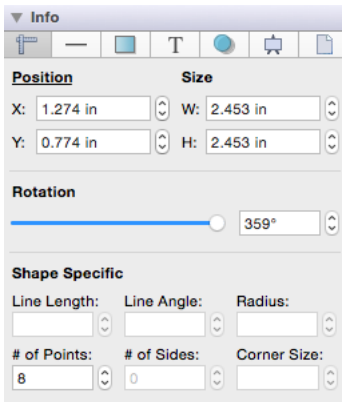 Info
T
Position Size
X: 1.274 in W: 2.453 in
Y: 0.774 in H: 2.453 in
Rotation
359°
Shape Specific
Line Length: Line Angle: Radius:
# of Points: # of Sides: Corner Size:
8 0